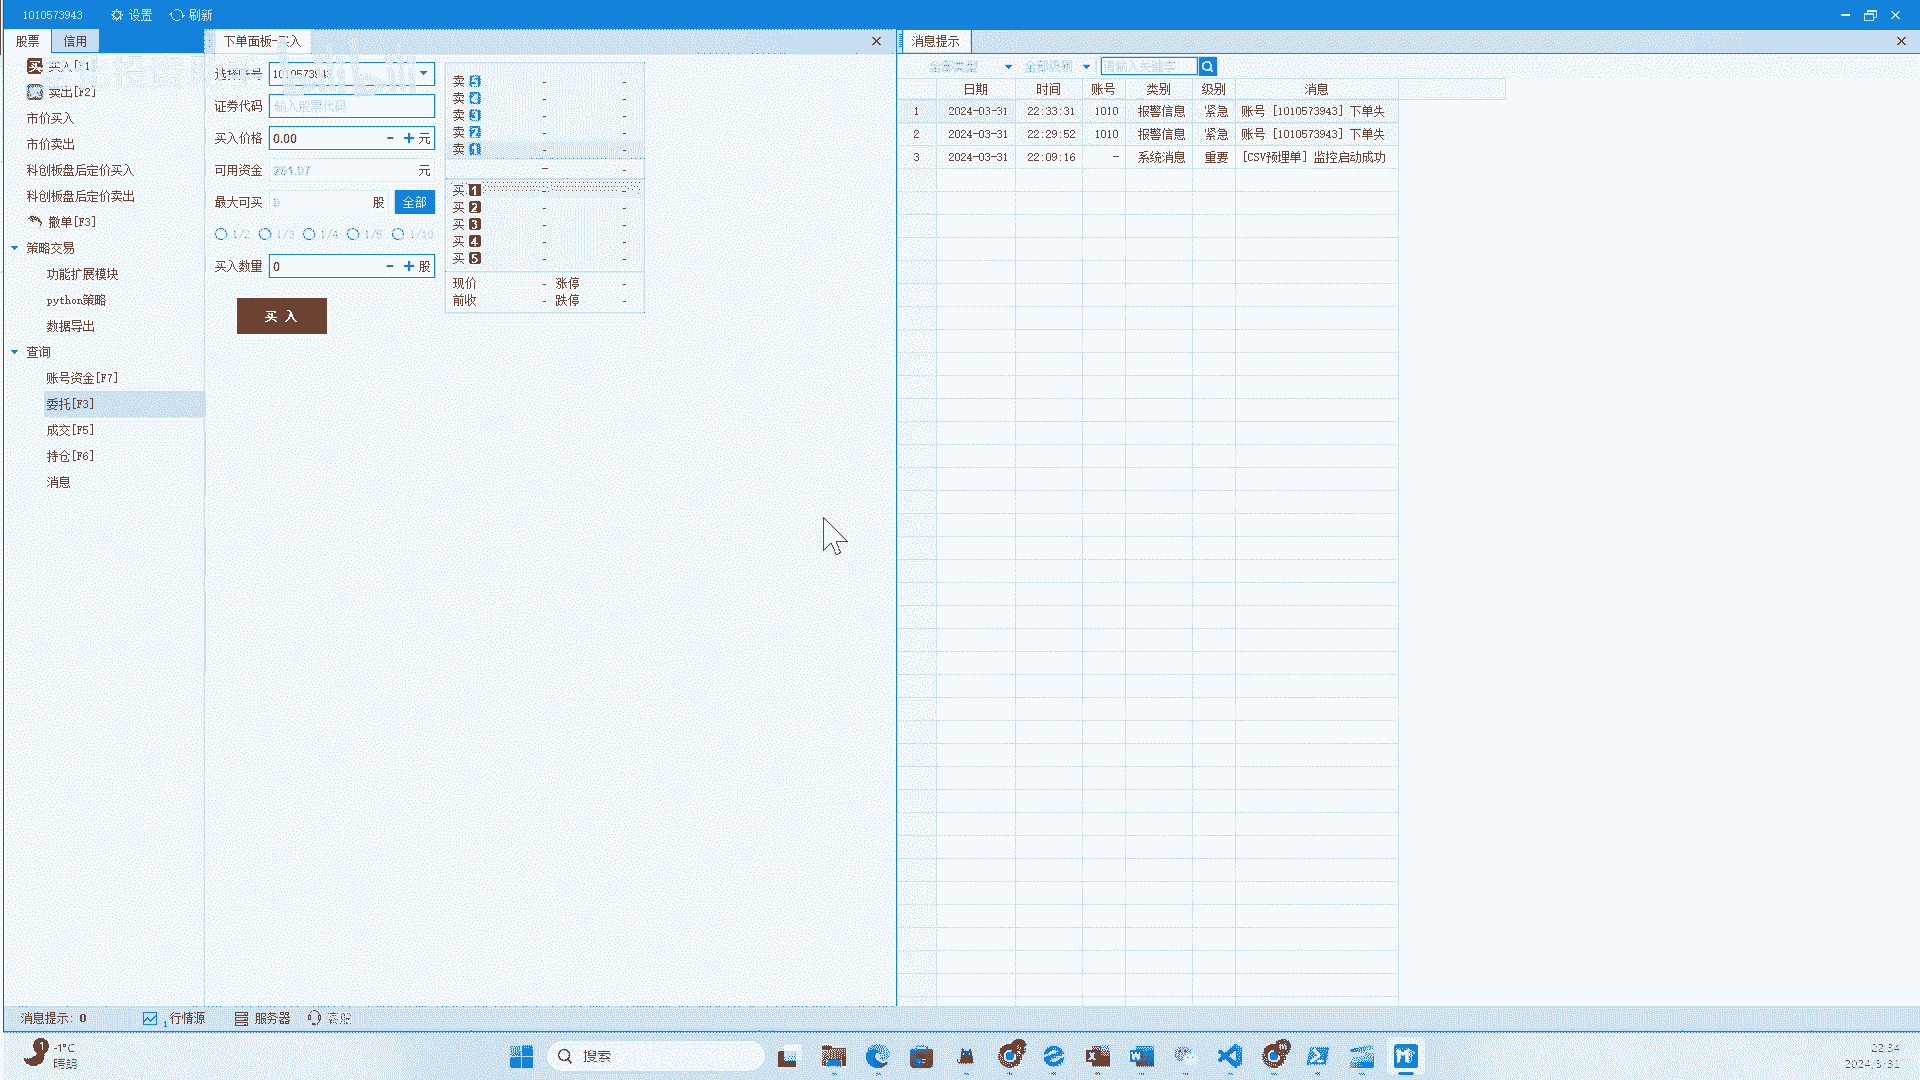 1010573943 设置 刷新
股票 信用
卖出[F2]
市价买入
市价卖出
科创板盘后定价买入
科创板盘后定价卖出
撤单[F3]
策略交易
功能扩展模块
python策略
数据导出
查询
账号资金[F7]
委托[F3]
成交[F5]
持仓[F6]
消息
下单面板-买入
选择账号 1010573943
证券代码 输入股票代码
买入价格 0.00 - + 元
可用资金 元
最大可买 0 股 全部
1/2 1/3 1/4 1/5 1/10
买入数量 0 - + 股
买 入
卖 5 - -
卖 4 - -
卖 3 - -
卖 2 - -
卖 1 - -
- -
买 1 - -
买 2 - -
买 3 - -
买 4 - -
买 5 - -
现价 - 涨停 -
前收 - 跌停 -
消息提示
全部类型 全部级别 请输入关键字
日期 时间 账号 类别 级别 消息
1 2024-03-31 22:33:31 1010 报警信息 紧急 账号 [1010573943] 下单失
2 2024-03-31 22:29:52 1010 报警信息 紧急 账号 [1010573943] 下单失
3 2024-03-31 22:09:16 - 系统消息 重要 [CSV预埋单] 监控启动成功
消息提示: 0 行情源 服务器 客服
-1°C
晴朗
搜索
22:34
2024/3/31